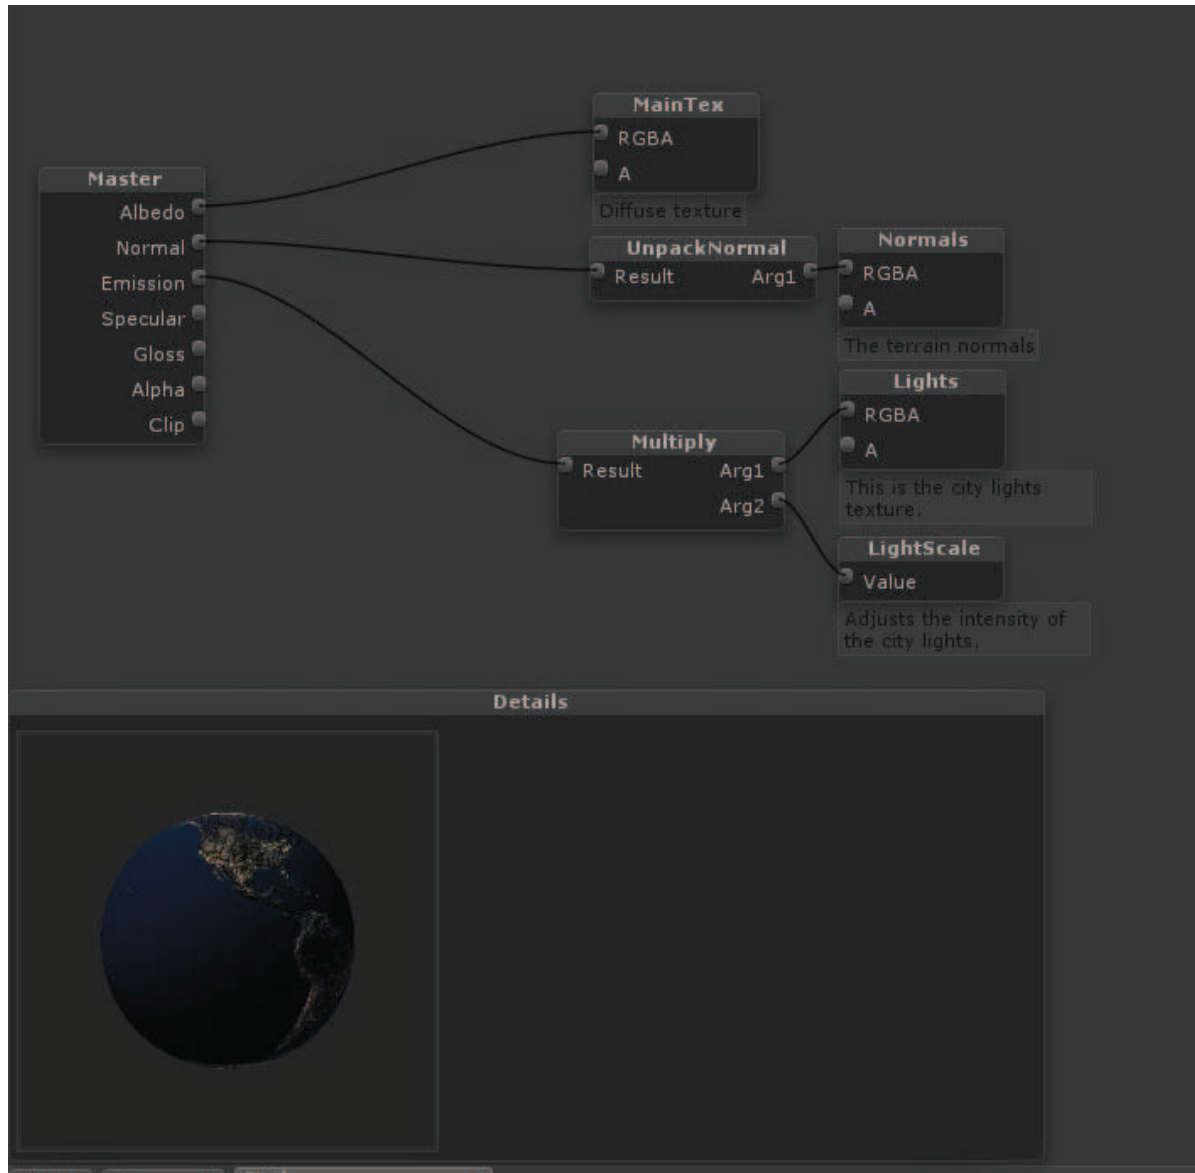 MainTex
RGBA
A
Diffuse texture
Master
Albedo
Normal
Emission
Specular
Gloss
Alpha
Clip
UnpackNormal
Result Arg1
Normals
RGBA
A
The terrain normals
Lights
RGBA
A
This is the city lights
texture.
Multiply
Result Arg1
Arg2
LightScale
Value
Adjusts the intensity of
the city lights.
Details